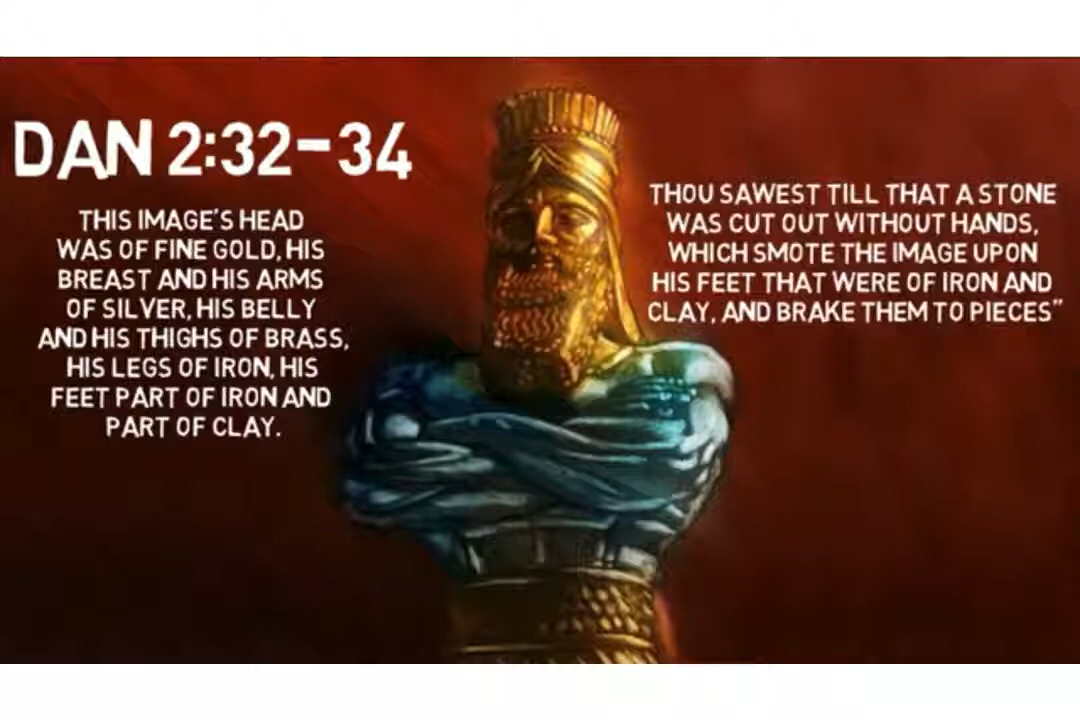 DAN 2:32-34
THIS IMAGE'S HEAD
WAS OF FINE GOLD, HIS
BREAST AND HIS ARMS
OF SILVER, HIS BELLY
AND HIS THIGHS OF BRASS,
HIS LEGS OF IRON, HIS
FEET PART OF IRON AND
PART OF CLAY.
THOU SAWEST TILL THAT A STONE
WAS CUT OUT WITHOUT HANDS,
WHICH SMOTE THE IMAGE UPON
HIS FEET THAT WERE OF IRON AND
CLAY, AND BRAKE THEM TO PIECES"